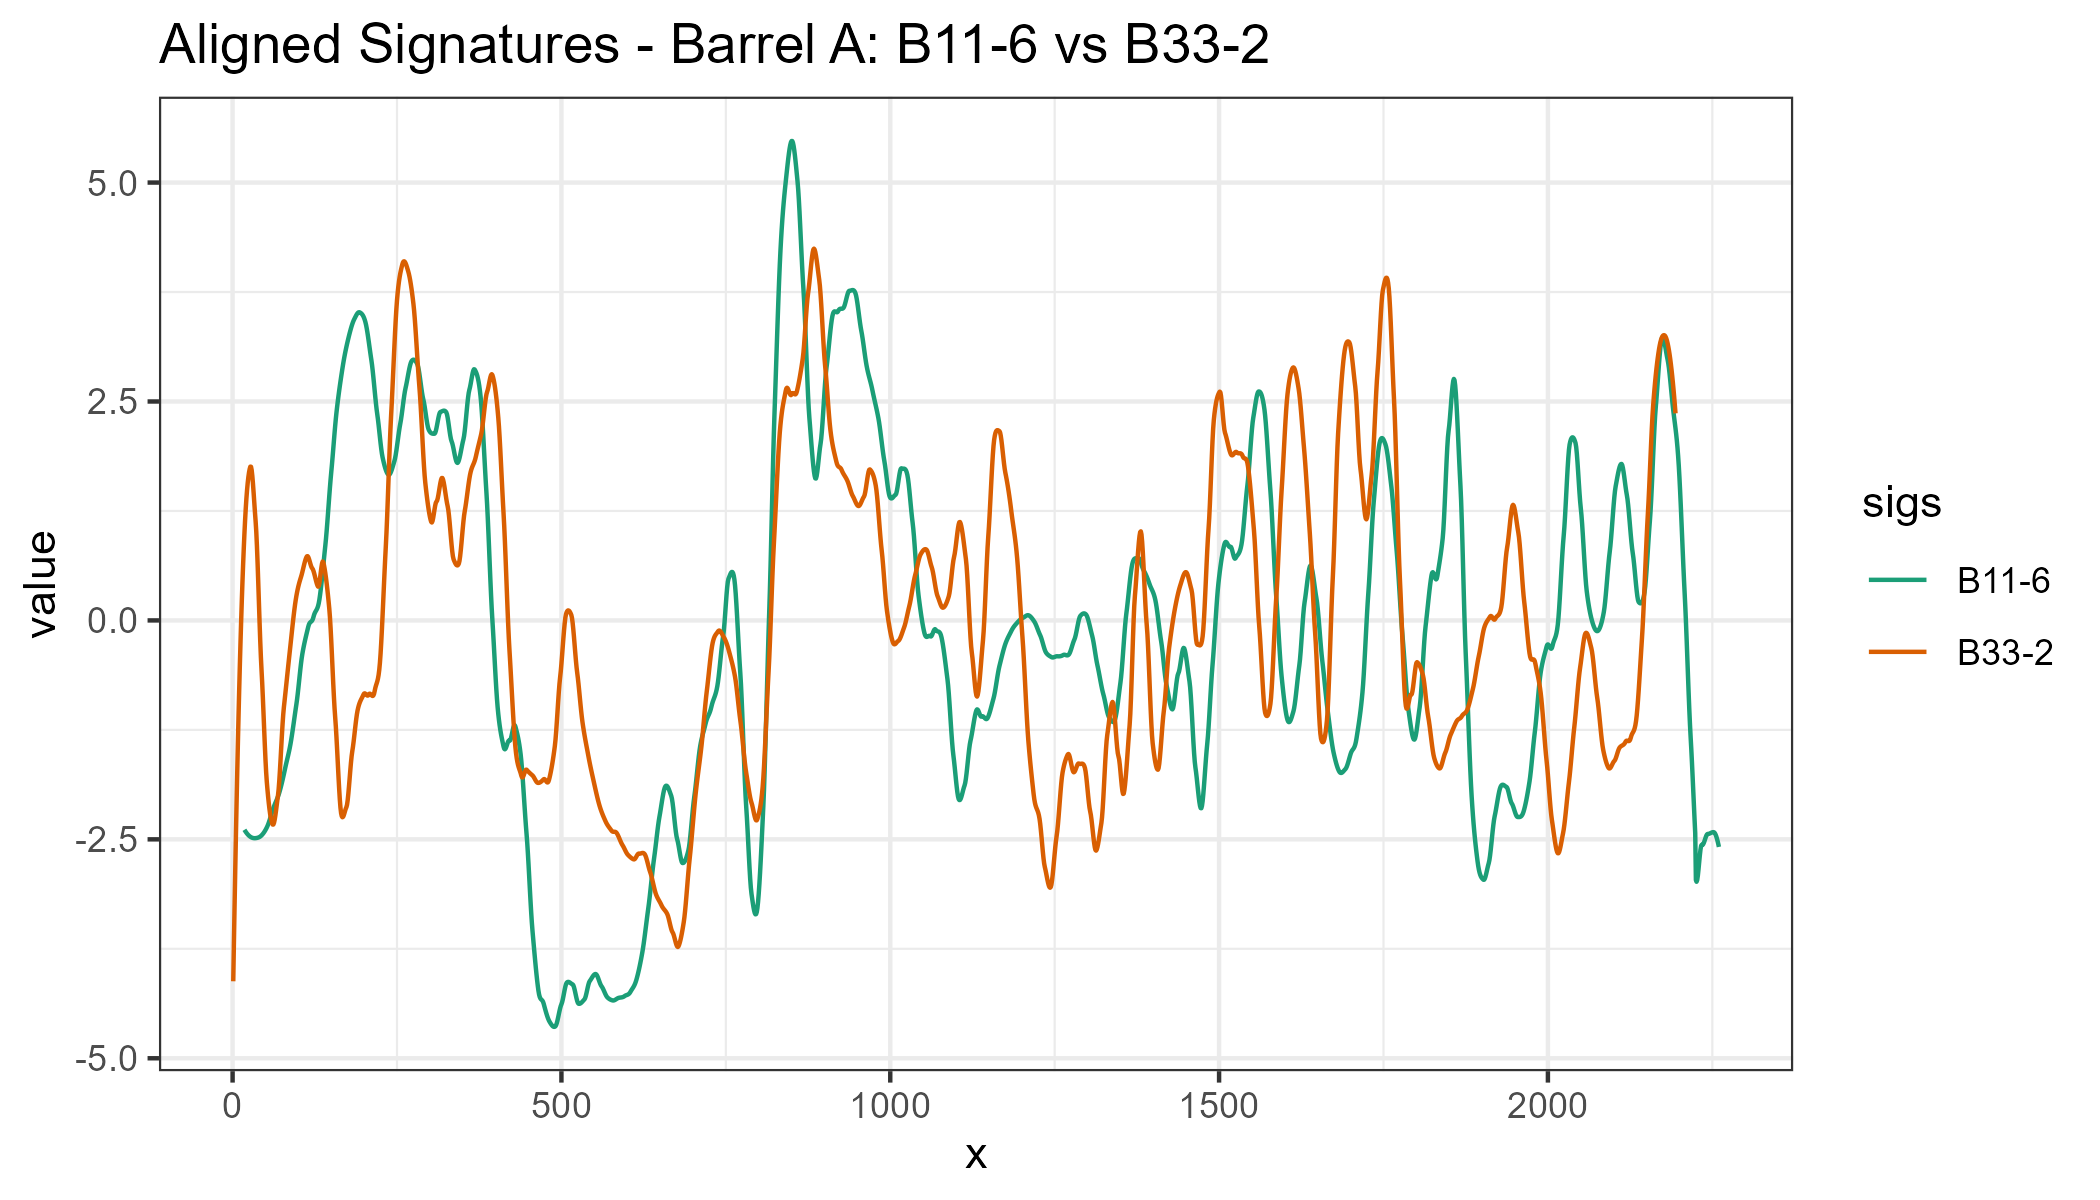 Aligned Signatures - Barrel A: B11-6 vs B33-2
value
5.0
2.5
0.0
-2.5
-5.0
0 500 1000 1500 2000
x
sigs
B11-6
B33-2